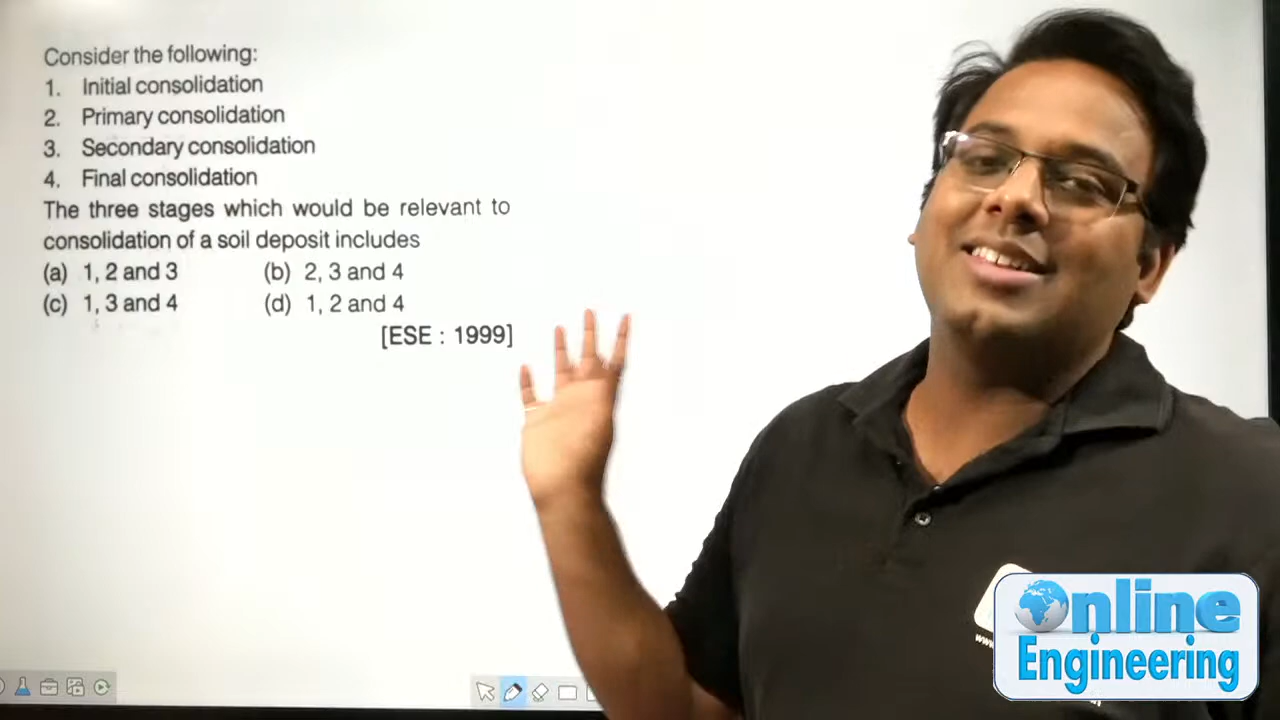 Consider the following:
1. Initial consolidation
2. Primary consolidation
3. Secondary consolidation
4. Final consolidation
The three stages which would be relevant to
consolidation of a soil deposit includes
(a) 1, 2 and 3 (b) 2, 3 and 4
(c) 1, 3 and 4 (d) 1, 2 and 4
[ESE : 1999]
Online
Engineering